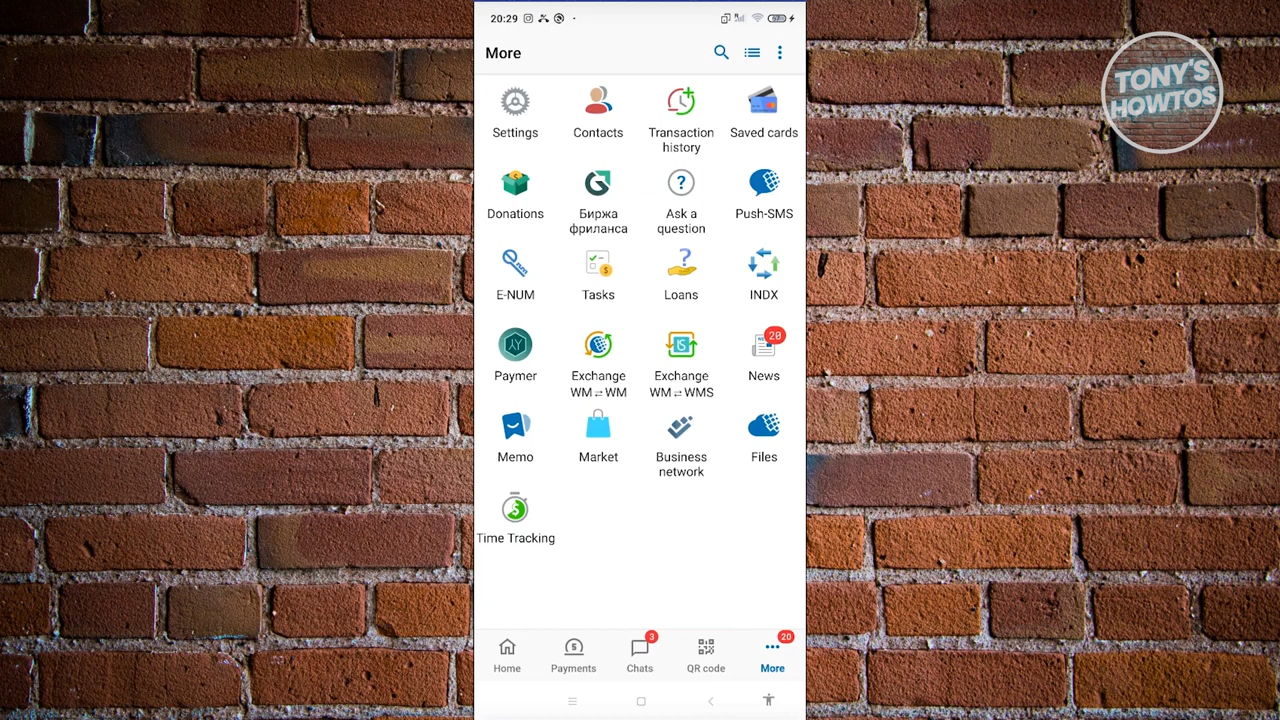 20:29
57
More
TONY'S
HOWTOS
Settings
Contacts
Transaction
history
Saved cards
Donations
Биржа
фриланса
Ask a
question
Push-SMS
E-NUM
Tasks
Loans
INDX
Paymer
Exchange
WM⇄WM
Exchange
WM⇄WMS
20
News
Memo
Market
Business
network
Files
Time Tracking
Home
Payments
3
Chats
QR code
20
More